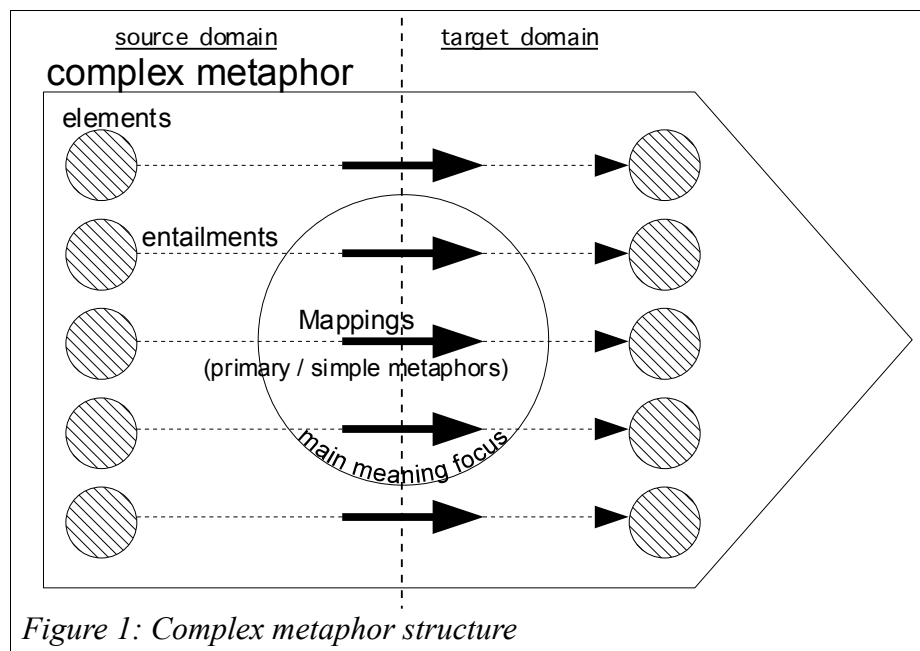 source domain
target domain
complex metaphor
elements
entailments
Mappings
(primary / simple metaphors)
main meaning focus
Figure 1: Complex metaphor structure